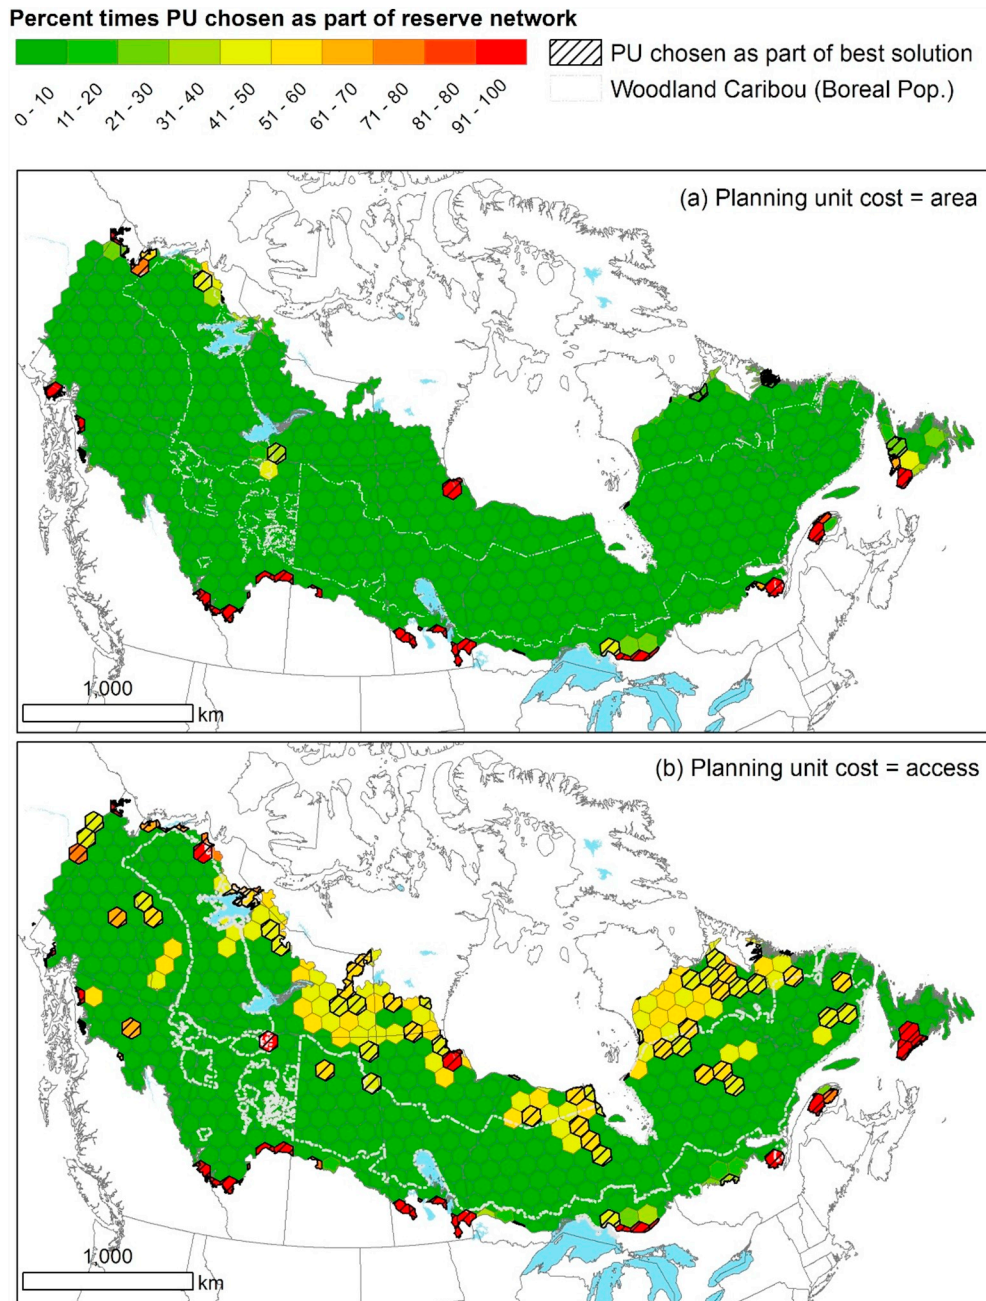 Percent times PU chosen as part of reserve network
0 - 10
11 - 20
21 - 30
31 - 40
41 - 50
51 - 60
61 - 70
71 - 80
81 - 80
91 - 100
PU chosen as part of best solution
Woodland Caribou (Boreal Pop.)
(a) Planning unit cost = area
1,000
km
(b) Planning unit cost = access
1,000
km